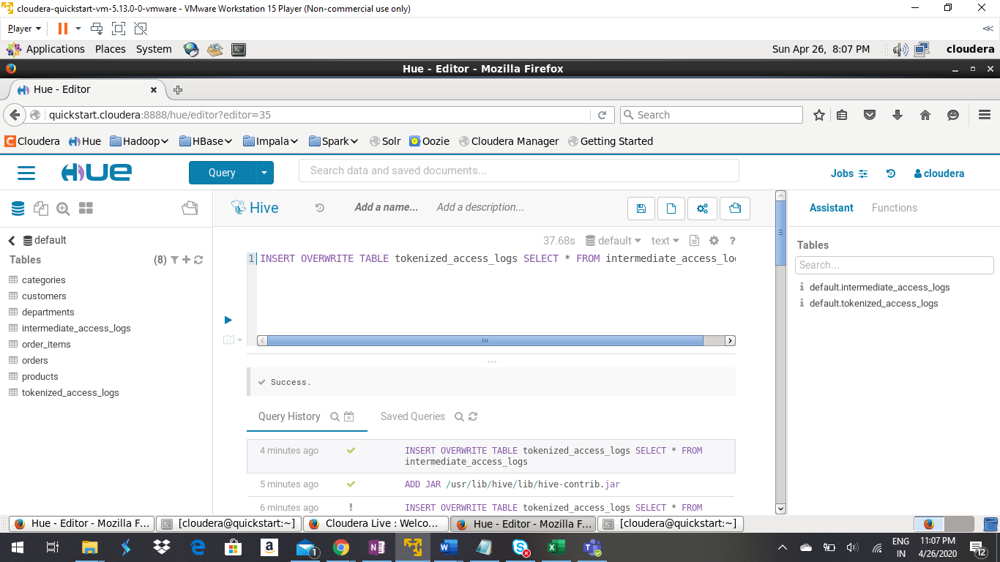 cloudera-quickstart-vm-5.13.0-0-vmware - VMware Workstation 15 Player (Non-commercial use only)
Player
Applications Places System Sun Apr 26, 8:07 PM cloudera
Hue - Editor - Mozilla Firefox
Hue - Editor
quickstart.cloudera:8888/hue/editor?editor=35 Search
Cloudera Hue Hadoop HBase Impala Spark Solr Oozie Cloudera Manager Getting Started
HUE Query Search data and saved documents... Jobs cloudera
Hive Add a name... Add a description... Assistant Functions
default
Tables (8)
categories
customers
departments
intermediate_access_logs
order_items
orders
products
tokenized_access_logs
37.68s default text ?
1 INSERT OVERWRITE TABLE tokenized_access_logs SELECT * FROM intermediate_access_log
Success.
Query History Saved Queries
4 minutes ago INSERT OVERWRITE TABLE tokenized_access_logs SELECT * FROM
intermediate_access_logs
5 minutes ago ADD JAR /usr/lib/hive/lib/hive-contrib.jar
6 minutes ago ! INSERT OVERWRITE TABLE tokenized_access_logs SELECT * FROM
Tables
Search...
default.intermediate_access_logs
default.tokenized_access_logs
Hue - Editor - Mozilla F... [cloudera@quickstart:~] Cloudera Live : Welco... Hue - Editor - Mozilla F... [cloudera@quickstart:~]
ENG 11:07 PM
IN 4/26/2020 12